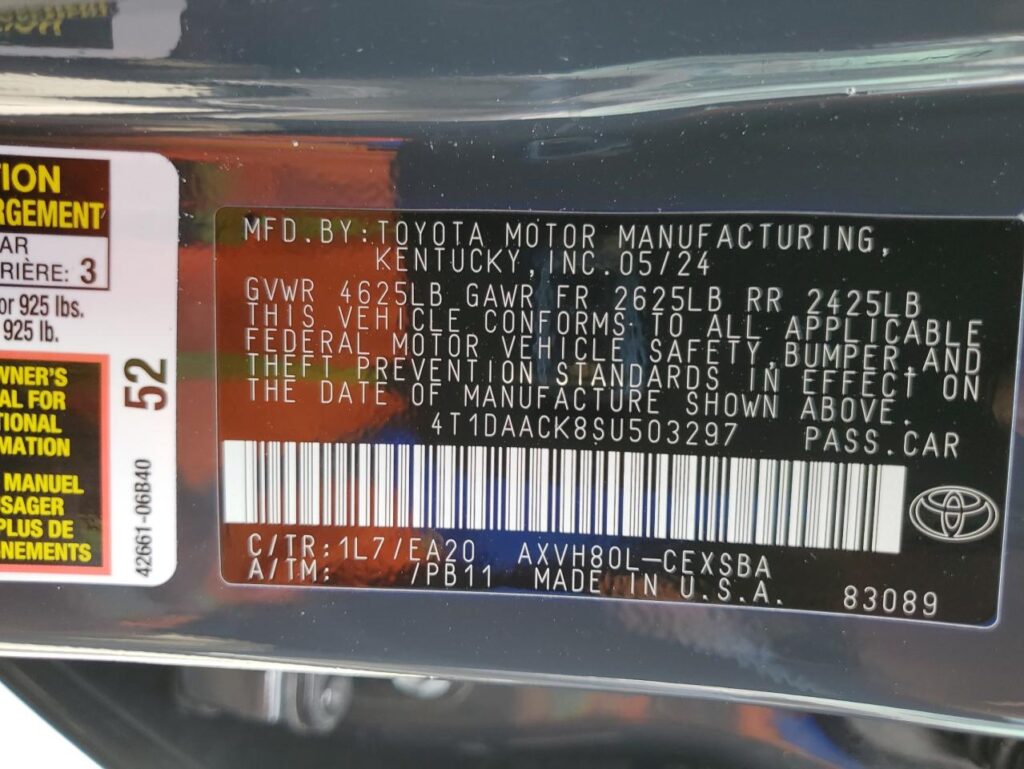 TION
RGEMENT
AR
RIÈRE: 3
or 925 lbs.
925 lb.
WNER'S
AL FOR
TIONAL
MATION
MANUEL
USAGER
PLUS DE
GNEMENTS
52
42661-06B40
MFD.BY:TOYOTA MOTOR MANUFACTURING,
KENTUCKY,INC.05/24
GVWR 4625LB GAWR FR 2625LB RR 2425LB
THIS VEHICLE CONFORMS TO ALL APPLICABLE
FEDERAL MOTOR VEHICLE SAFETY,BUMPER,AND
THEFT PREVENTION STANDARDS IN EFFECT ON
THE DATE OF MANUFACTURE SHOWN ABOVE.
4T1DAACK8SU503297 PASS.CAR
C/TR:1L7/EA20 AXVH80L-CEXSBA
A/TM: /PB11 MADE IN U.S.A. 83089